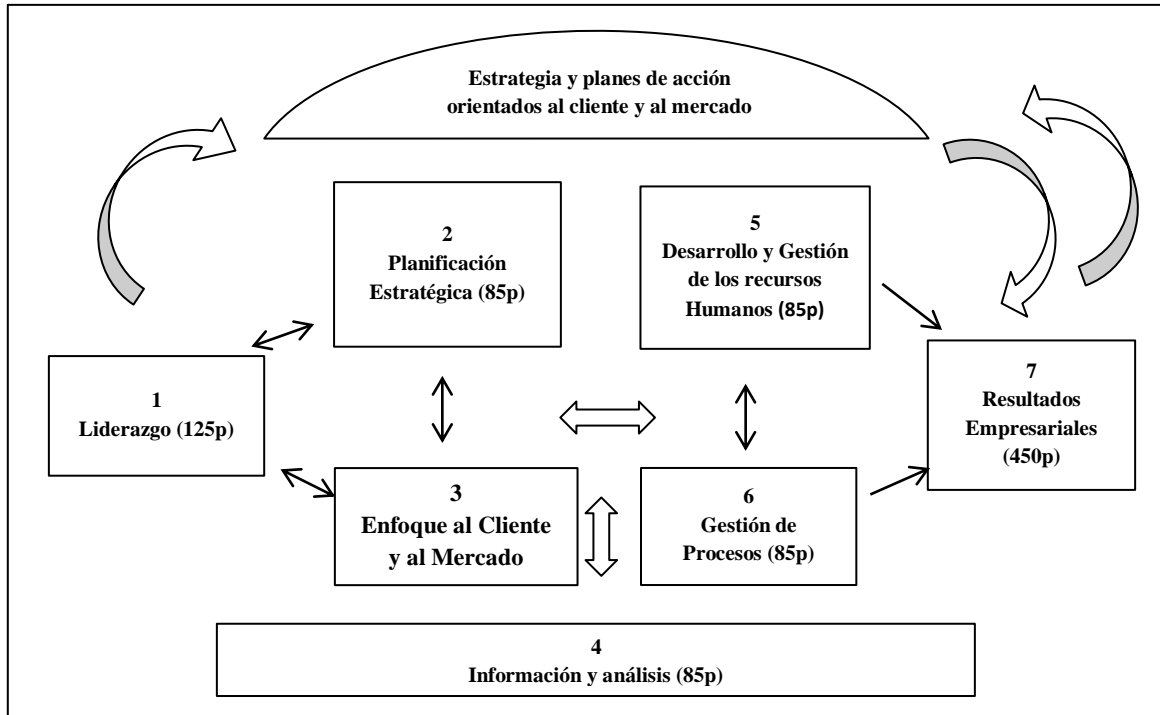 Estrategia y planes de acción
orientados al cliente y al mercado
2
Planificación
Estratégica (85p)
5
Desarrollo y Gestión
de los recursos
Humanos (85p)
1
Liderazgo (125p)
7
Resultados
Empresariales
(450p)
3
Enfoque al Cliente
y al Mercado
6
Gestión de
Procesos (85p)
4
Información y análisis (85p)